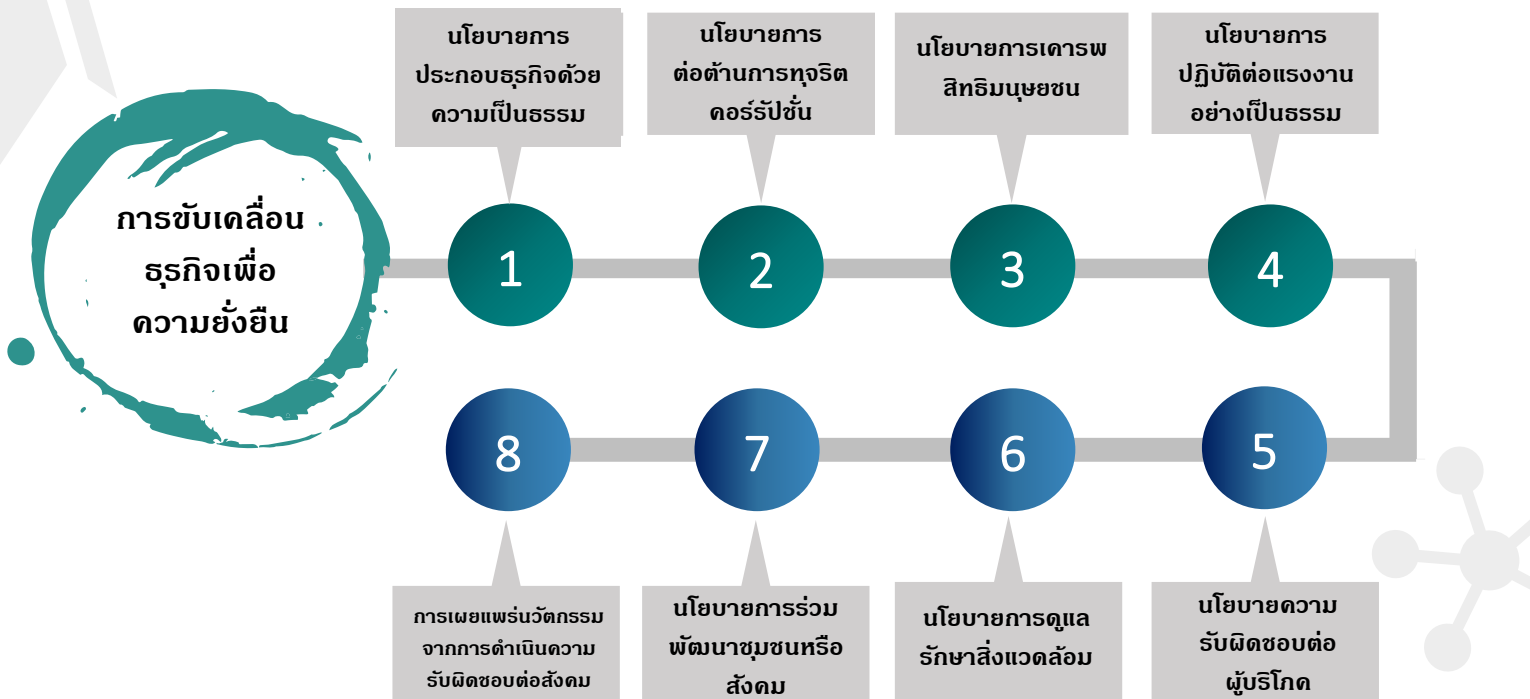 การขับเคลื่อน
ธุรกิจเพื่อ
ความยั่งยืน
นโยบายการ
ประกอบธุรกิจด้วย
ความเป็นธรรม
นโยบายการ
ต่อต้านการทุจริต
คอร์รัปชั่น
นโยบายการเคารพ
สิทธิมนุษยชน
นโยบายการ
ปฏิบัติต่อแรงงาน
อย่างเป็นธรรม
1
2
3
4
8
7
6
5
การเผยแพร่นวัตกรรม
จากการดำเนินความ
รับผิดชอบต่อสังคม
นโยบายการร่วม
พัฒนาชุมชนหรือ
สังคม
นโยบายการดูแล
รักษาสิ่งแวดล้อม
นโยบายความ
รับผิดชอบต่อ
ผู้บริโภค